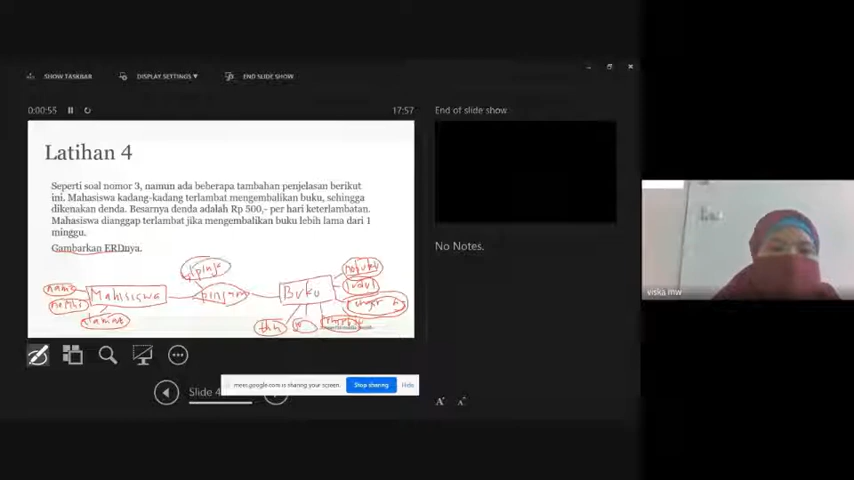 SHOW TASKBAR
DISPLAY SETTINGS ▼
END SLIDE SHOW
0:00:55
17:57
End of slide show
Latihan 4
Seperti soal nomor 3, namun ada beberapa tambahan penjelasan berikut
ini. Mahasiswa kadang-kadang terlambat mengembalikan buku, sehingga
dikenakan denda. Besarnya denda adalah Rp 500,- per hari keterlambatan.
Mahasiswa dianggap terlambat jika mengembalikan buku lebih lama dari 1
minggu.
Gambarkan ERDnya.
No Notes.
nama
Mahasiswa
alamat
pinjam
Buku
judul
thn
viska mw
meet.google.com is sharing your screen.
Stop sharing
Hide
Slide 4
A
A